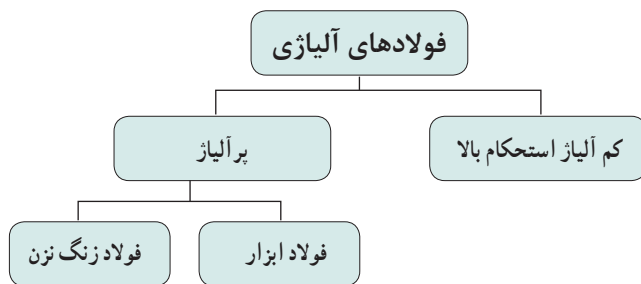 فولادهای آلیاژی
کم آلیاژ استحکام بالا
پرآلیاژ
فولاد ابزار
فولاد زنگ نزن